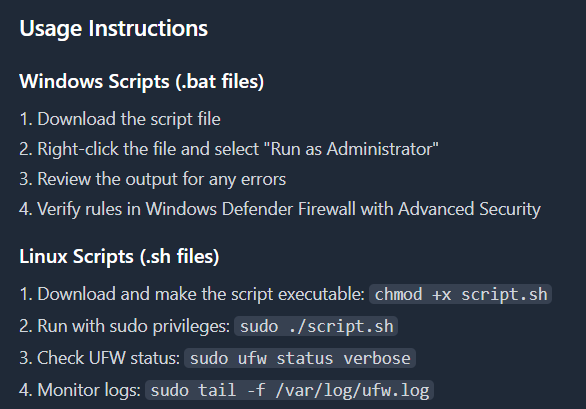 Usage Instructions
Windows Scripts (.bat files)
1. Download the script file
2. Right-click the file and select "Run as Administrator"
3. Review the output for any errors
4. Verify rules in Windows Defender Firewall with Advanced Security
Linux Scripts (.sh files)
1. Download and make the script executable: chmod +x script.sh
2. Run with sudo privileges: sudo ./script.sh
3. Check UFW status: sudo ufw status verbose
4. Monitor logs: sudo tail -f /var/log/ufw.log